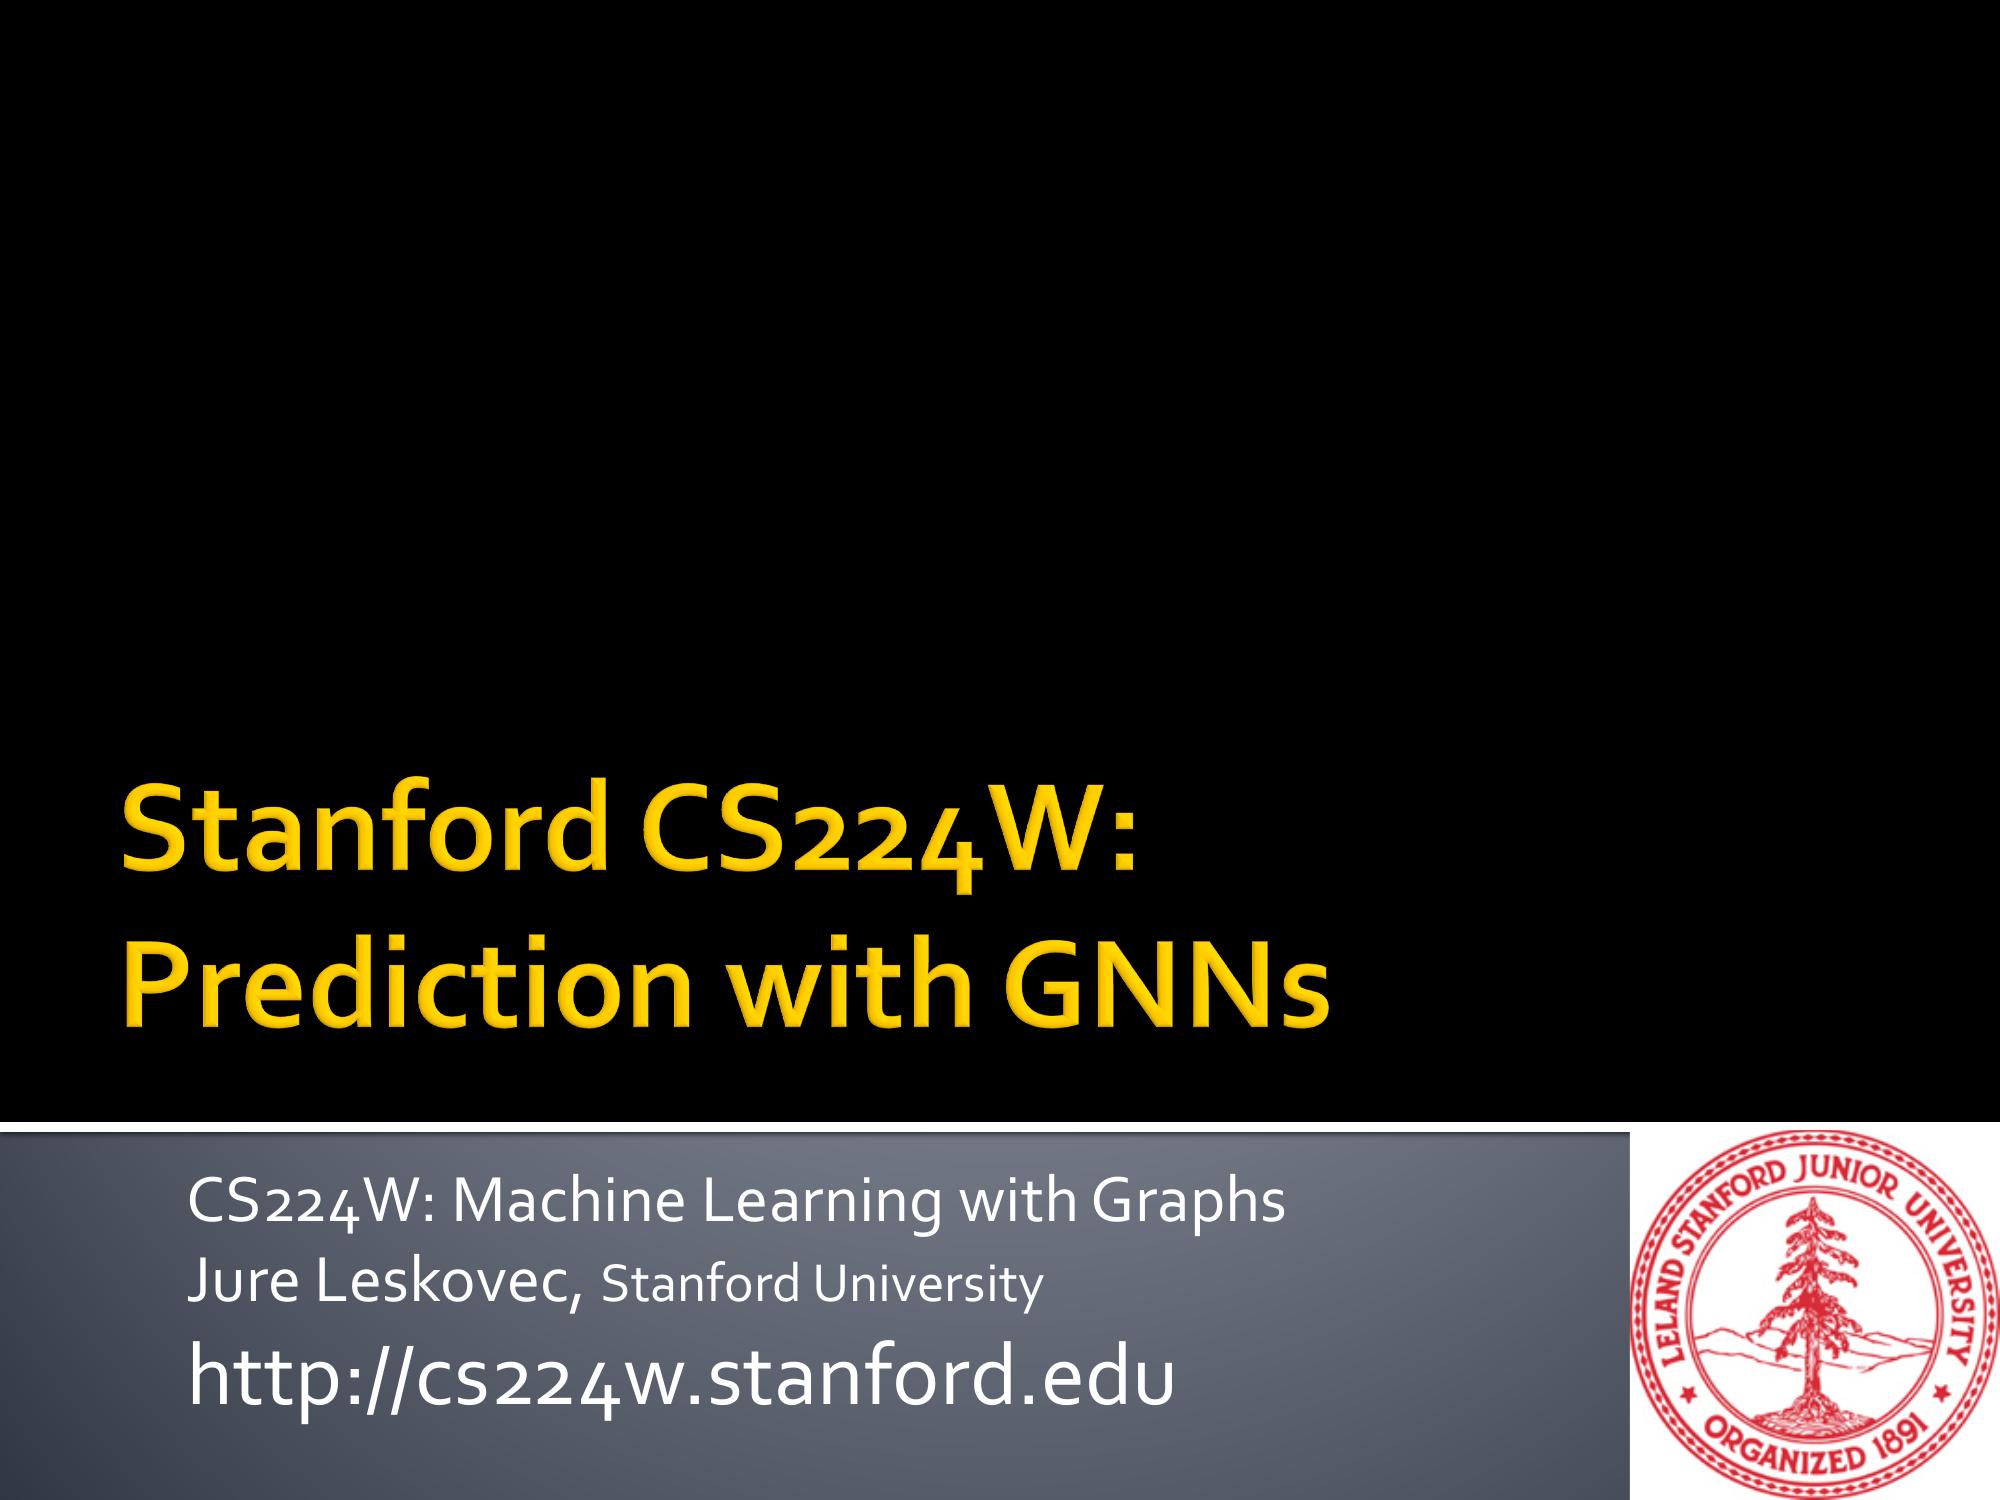 Stanford CS224W:
Prediction with GNNs
CS224W: Machine Learning with Graphs
Jure Leskovec, Stanford University
http://cs224w.stanford.edu
LELAND STANFORD JUNIOR UNIVERSITY
ORGANIZED 1891